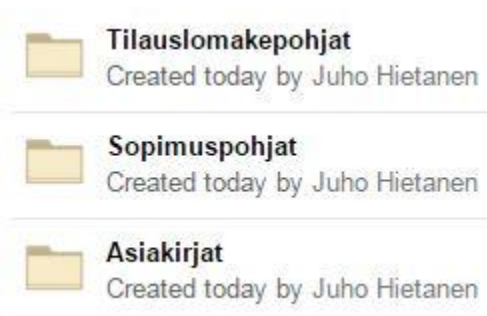 Tilauslomakepohjat
Created today by Juho Hietanen
Sopimuspohjat
Created today by Juho Hietanen
Asiakirjat
Created today by Juho Hietanen